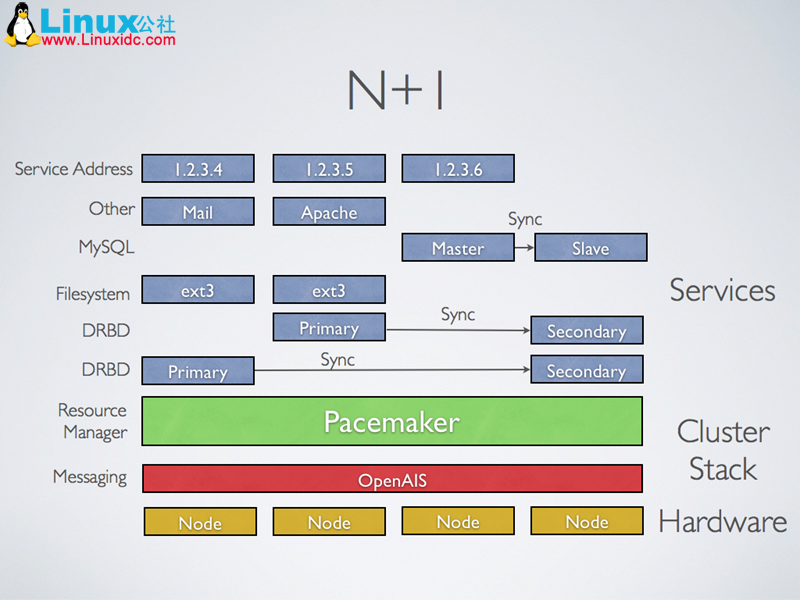 Linux公社
www.Linuxidc.com
N+1
Service Address 1.2.3.4 1.2.3.5 1.2.3.6
Other Mail Apache
Sync
MySQL Master Slave
Services
Filesystem ext3 ext3
DRBD Primary Sync Secondary
DRBD Primary Sync Secondary
Resource
Manager
Pacemaker
Cluster
Stack
Messaging OpenAIS
Node Node Node Node Hardware